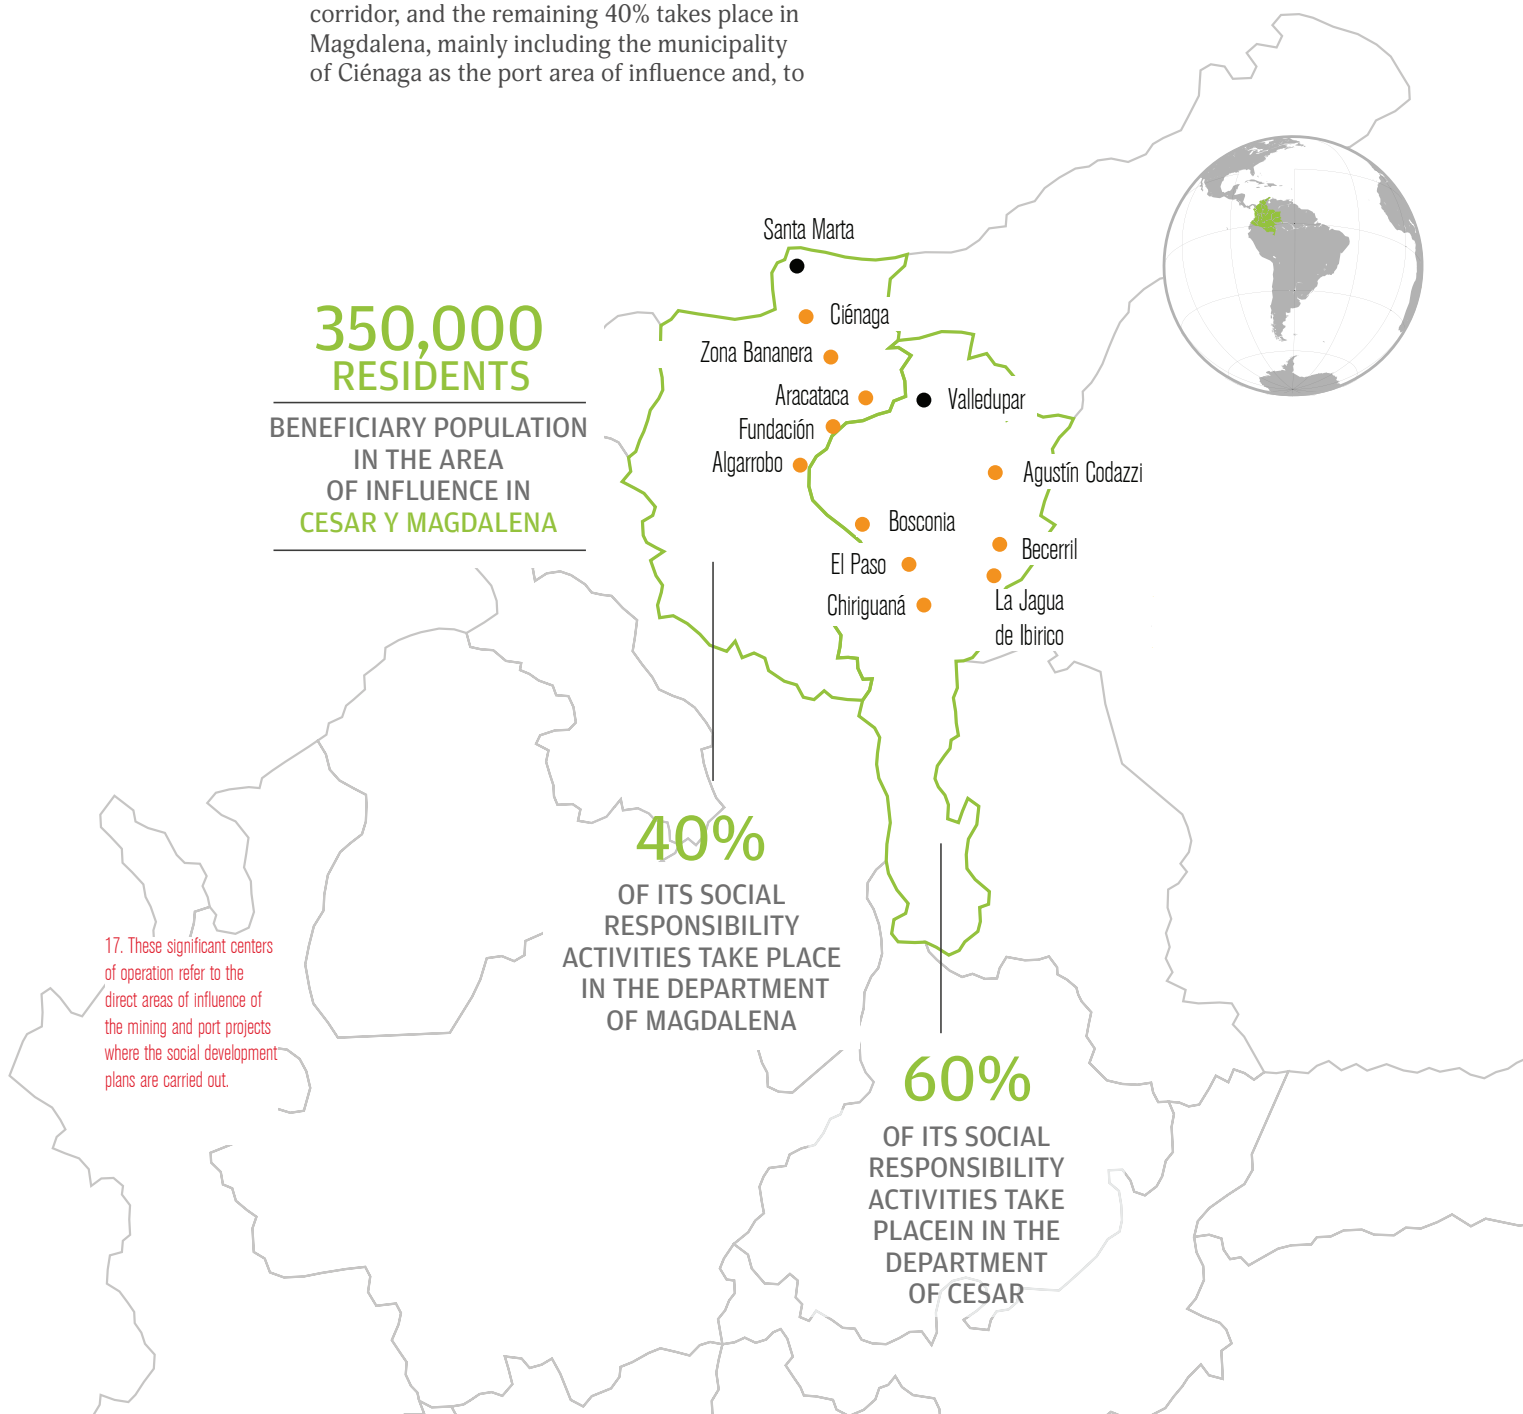 corridor, and the remaining 40% takes place in
Magdalena, mainly including the municipality
of Ciénaga as the port area of influence and, to
Santa Marta
Ciénaga
Zona Bananera
Aracataca
Fundación
Algarrobo
Valledupar
Agustín Codazzi
Bosconia
Becerril
El Paso
Chiriguaná
La Jagua
de Ibirico
350,000
RESIDENTS
BENEFICIARY POPULATION
IN THE AREA
OF INFLUENCE IN
CESAR Y MAGDALENA
40%
OF ITS SOCIAL
RESPONSIBILITY
ACTIVITIES TAKE PLACE
IN THE DEPARTMENT
OF MAGDALENA
60%
OF ITS SOCIAL
RESPONSIBILITY
ACTIVITIES TAKE
PLACEIN IN THE
DEPARTMENT
OF CESAR
17. These significant centers
of operation refer to the
direct areas of influence of
the mining and port projects
where the social development
plans are carried out.